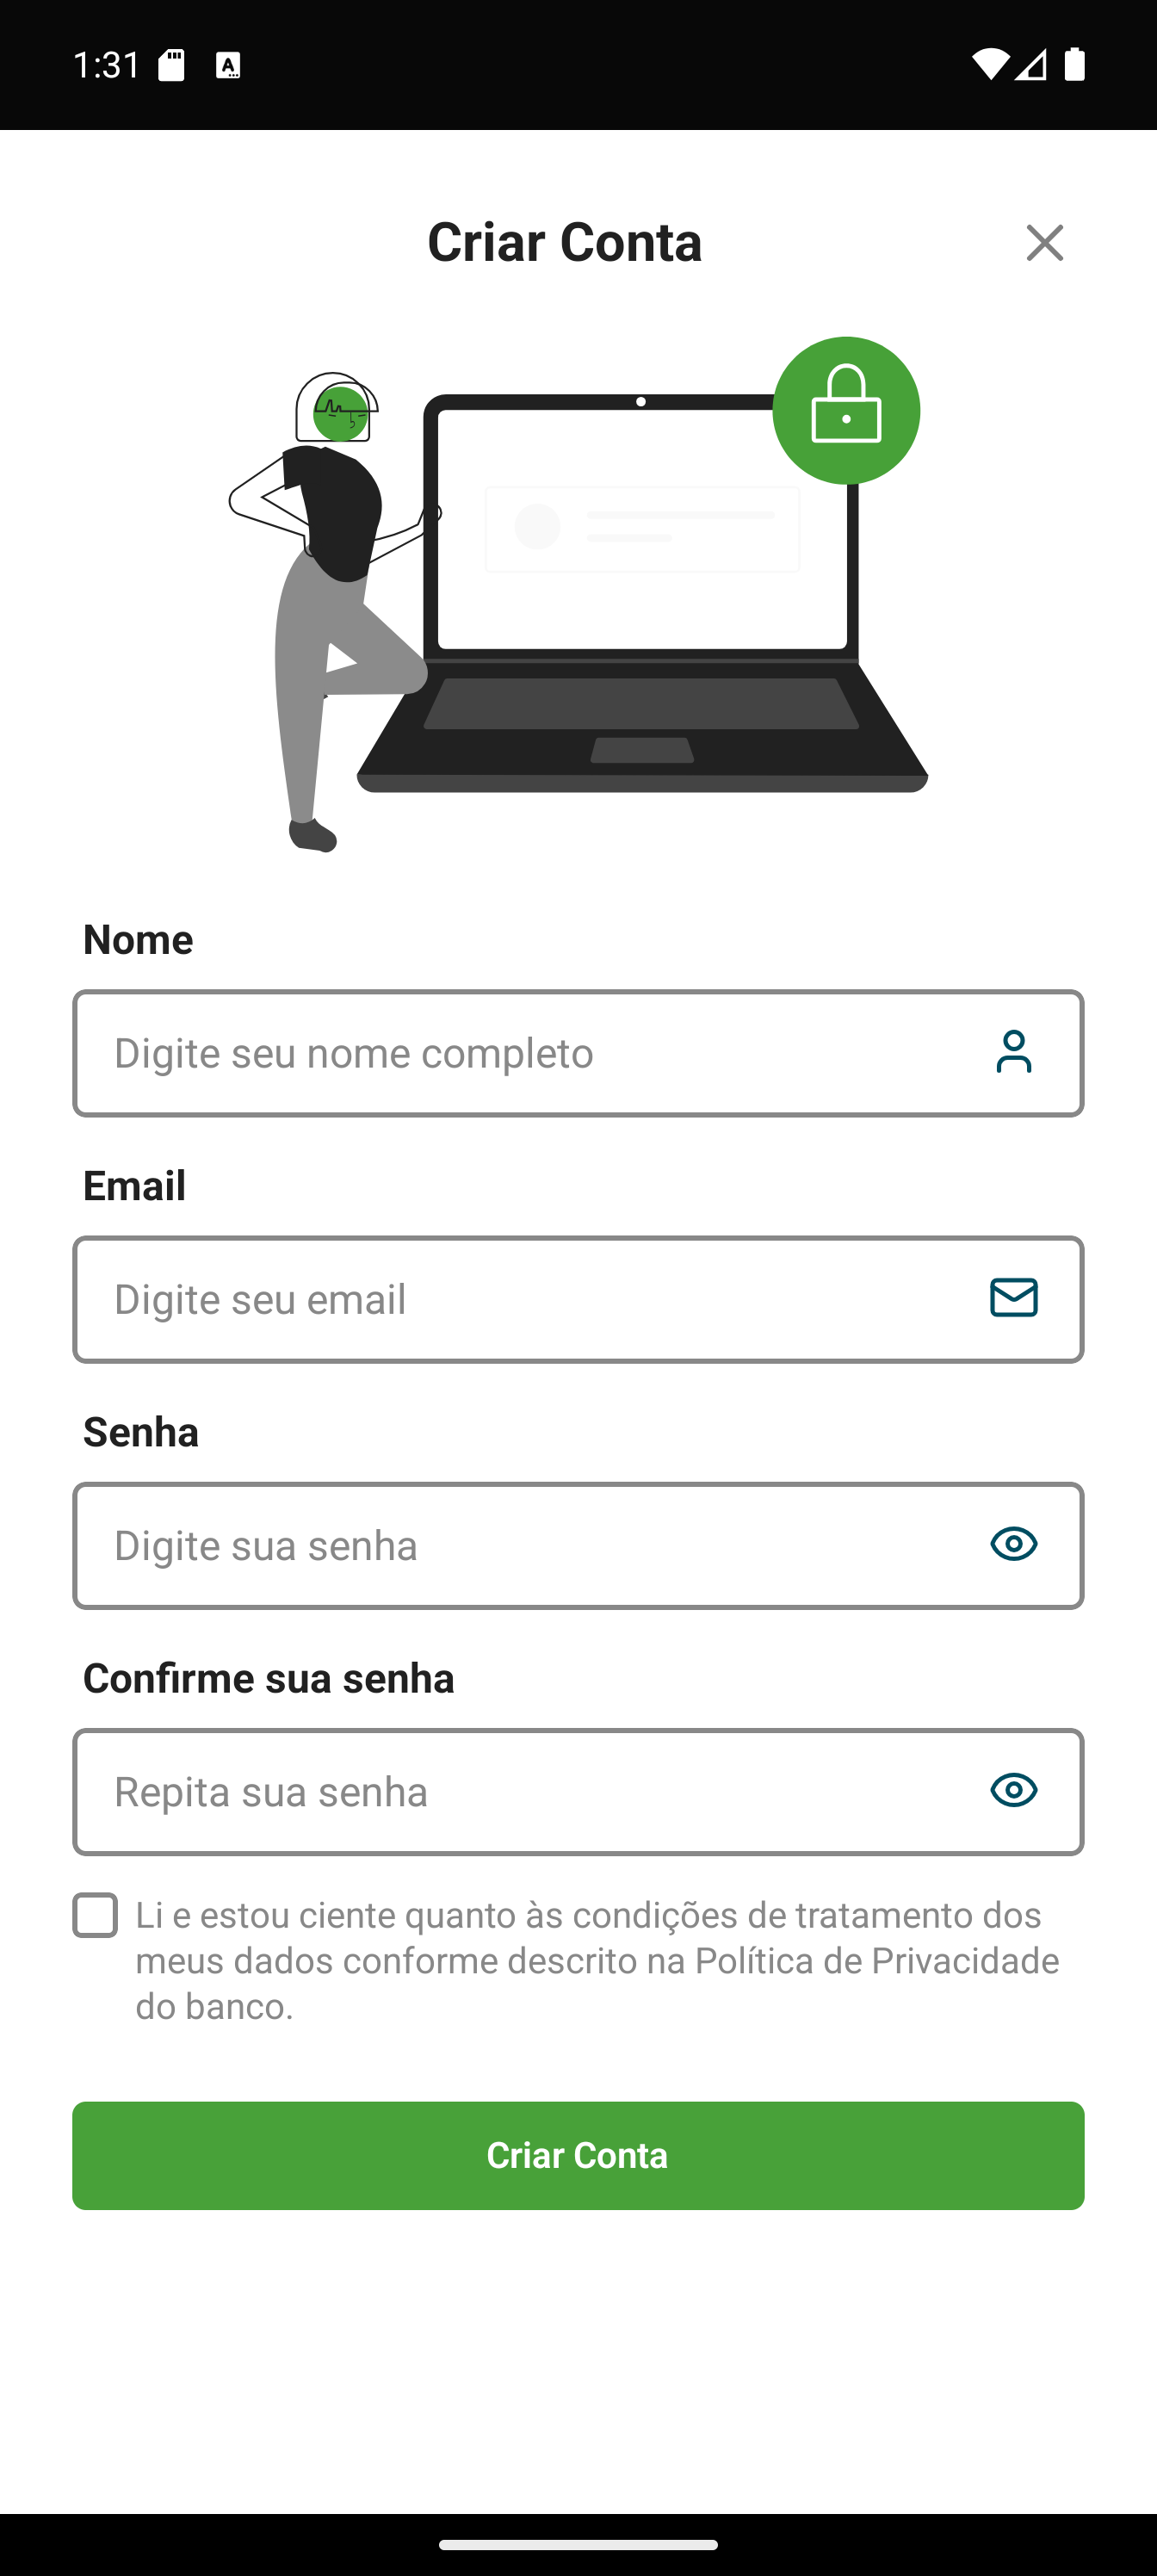 1:31
Criar Conta
Nome
Digite seu nome completo
Email
Digite seu email
Senha
Digite sua senha
Confirme sua senha
Repita sua senha
Li e estou ciente quanto às condições de tratamento dos
meus dados conforme descrito na Política de Privacidade
do banco.
Criar Conta